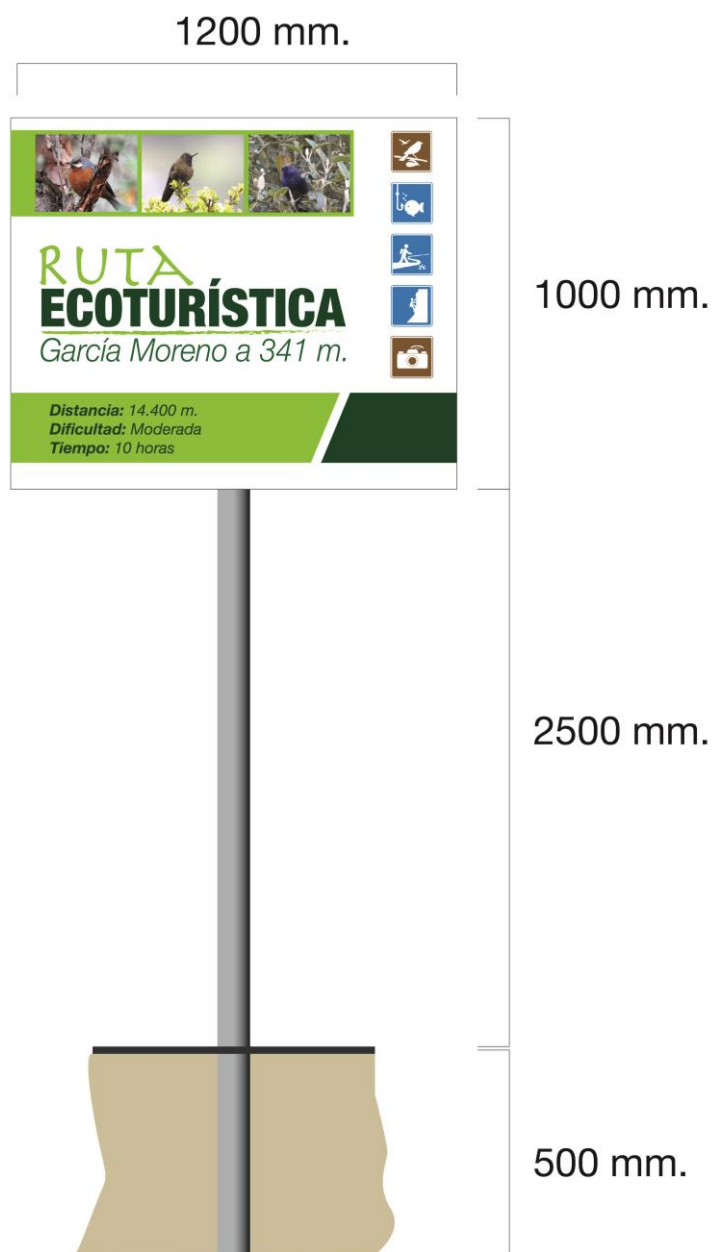 1200 mm.
RUTA
ECOTURÍSTICA
García Moreno a 341 m.
1000 mm.
Distancia: 14.400 m.
Dificultad: Moderada
Tiempo: 10 horas
2500 mm.
500 mm.